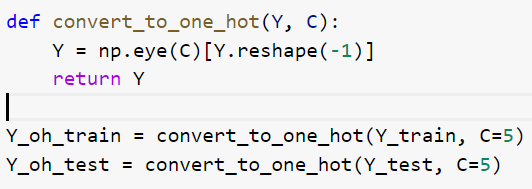 def convert_to_one_hot(Y, C):
    Y = np.eye(C)[Y.reshape(-1)]
    return Y
Y_oh_train = convert_to_one_hot(Y_train, C=5)
Y_oh_test = convert_to_one_hot(Y_test, C=5)